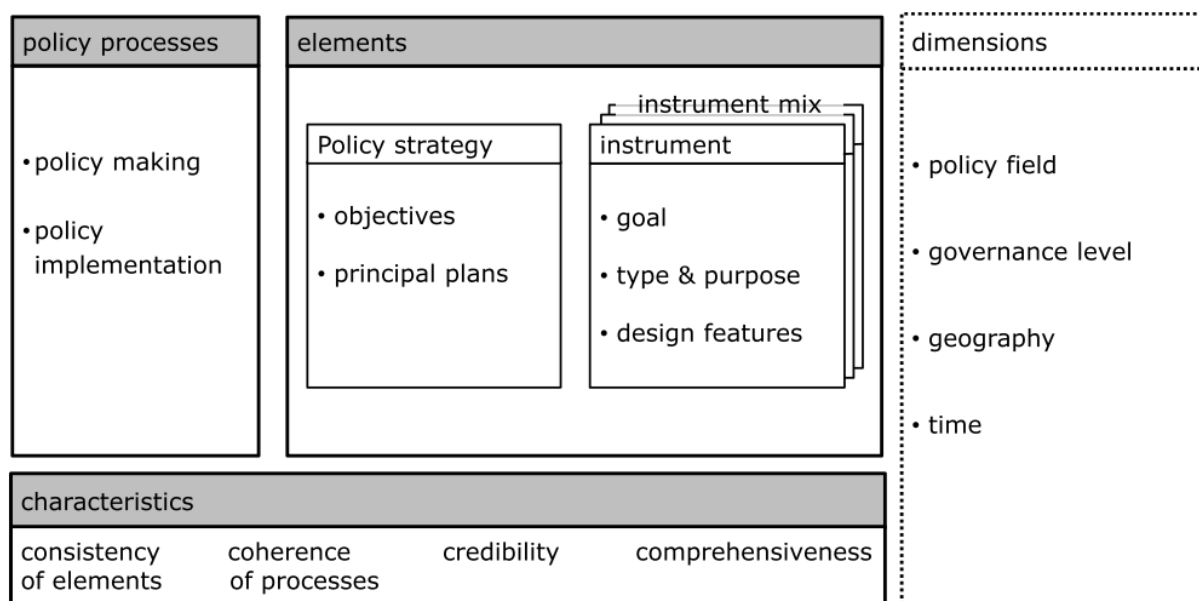 policy processes
• policy making
• policy
implementation
elements
instrument mix
Policy strategy
• objectives
• principal plans
instrument
• goal
• type & purpose
• design features
dimensions
• policy field
• governance level
• geography
• time
characteristics
consistency
of elements
coherence
of processes
credibility
comprehensiveness